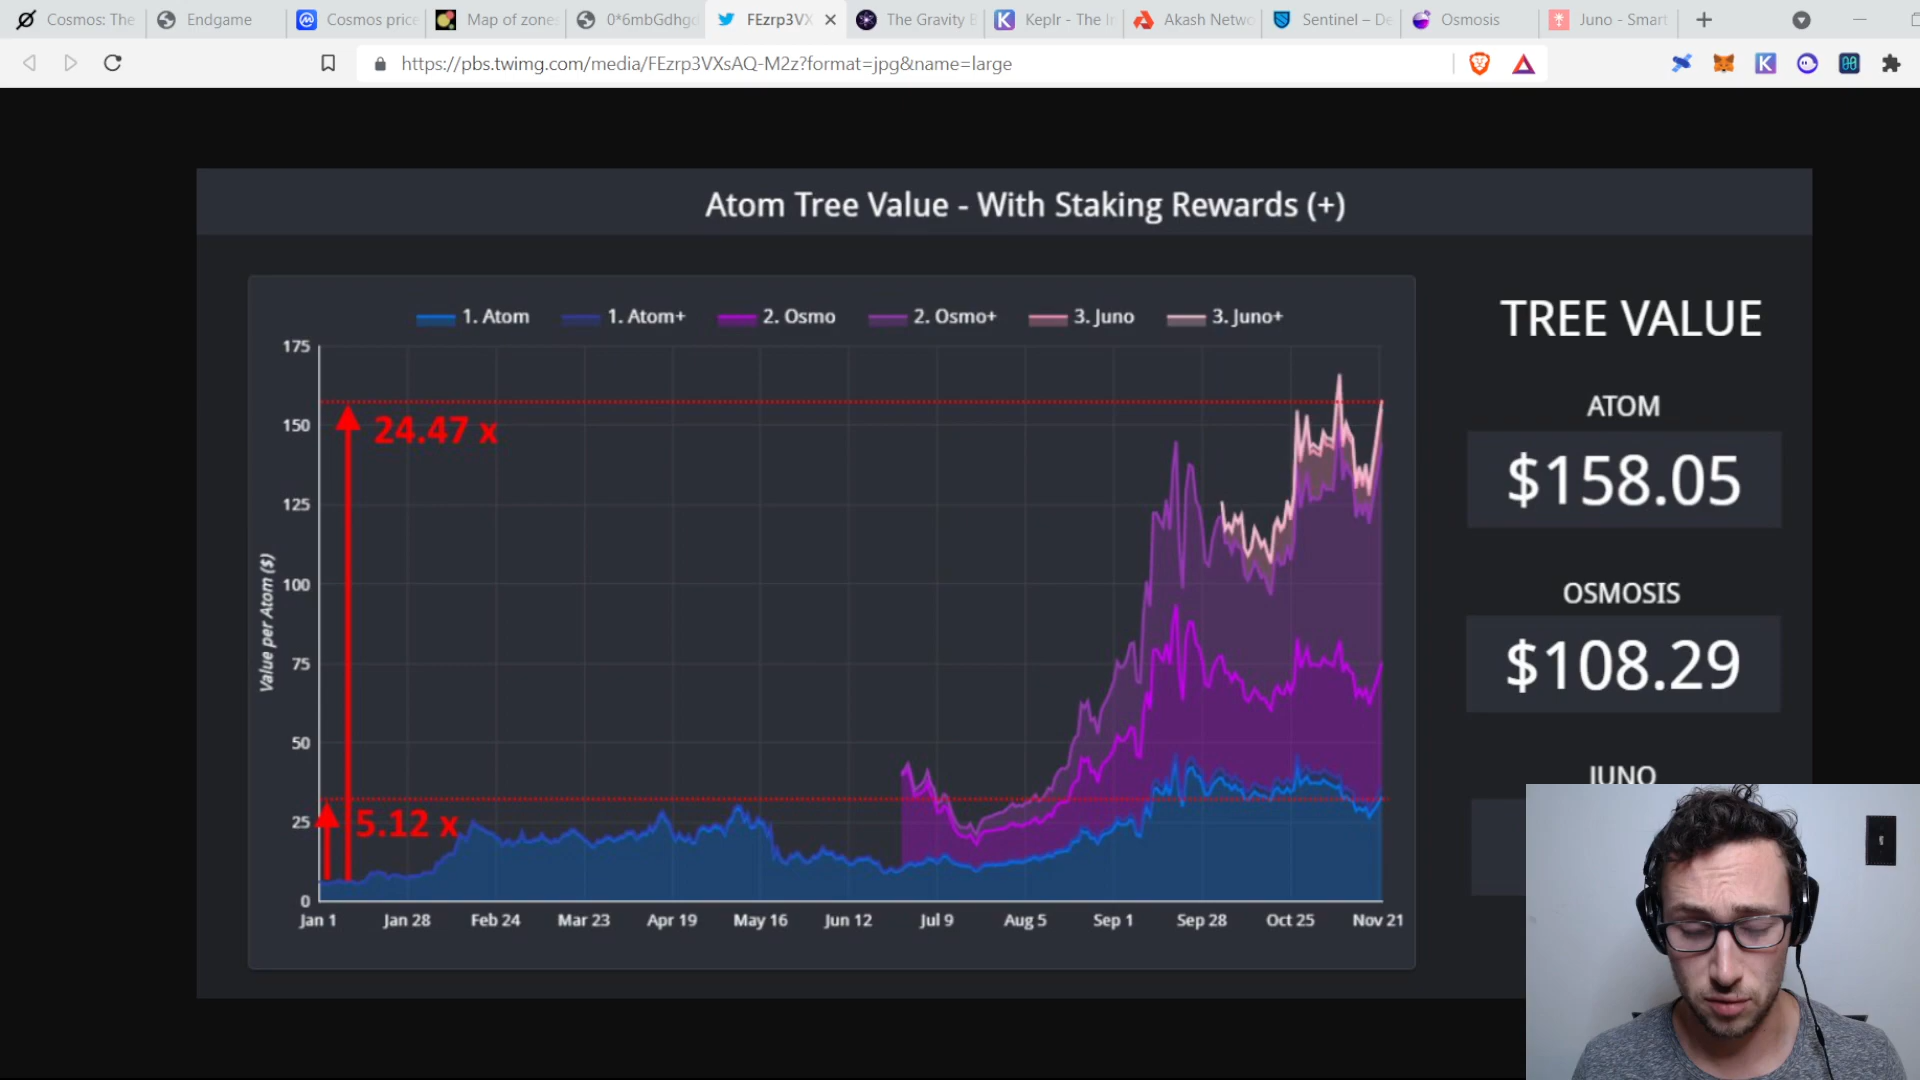 Cosmos: The
Endgame
Cosmos price
Map of zones
0*6mbGdhgd
FEzrp3VX
The Gravity B
Keplr - The In
Akash Netwo
Sentinel – De
Osmosis
Juno - Smart
https://pbs.twimg.com/media/FEzrp3VXsAQ-M2z?format=jpg&name=large
Atom Tree Value - With Staking Rewards (+)
1. Atom 1. Atom+ 2. Osmo 2. Osmo+ 3. Juno 3. Juno+
TREE VALUE
175
150
125
100
75
50
25
0
Value per Atom ($)
24.47 x
5.12 x
Jan 1 Jan 28 Feb 24 Mar 23 Apr 19 May 16 Jun 12 Jul 9 Aug 5 Sep 1 Sep 28 Oct 25 Nov 21
ATOM
$158.05
OSMOSIS
$108.29
JUNO